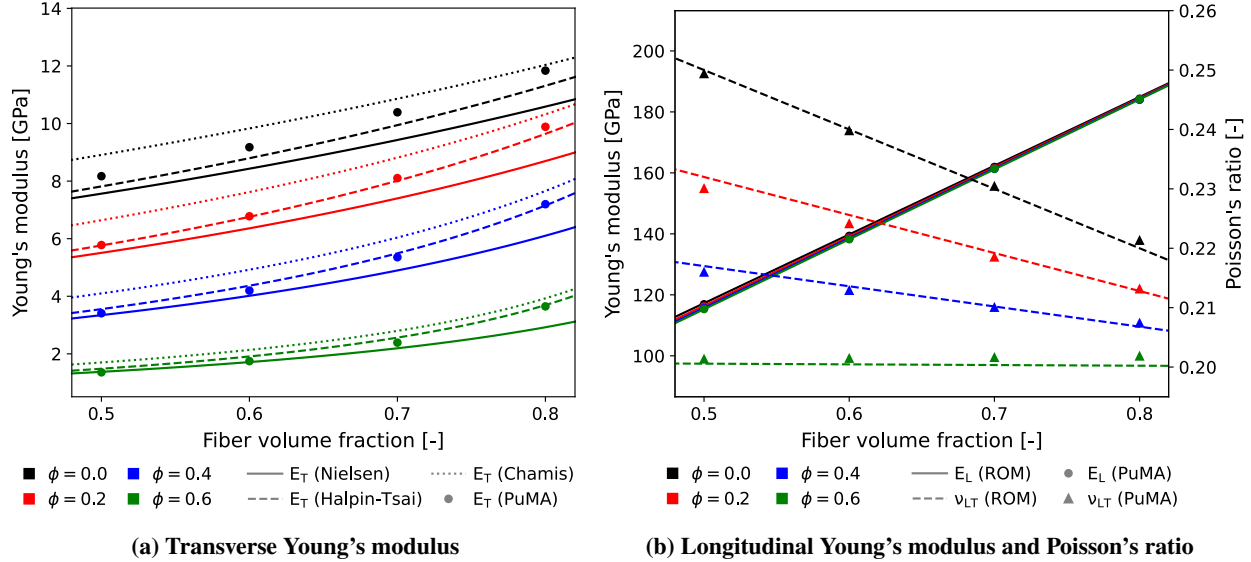 14
12
10
8
6
4
2
Young's modulus [GPa]
0.5 0.6 0.7 0.8
Fiber volume fraction [-]
ϕ = 0.0 ϕ = 0.4 E_T (Nielsen) E_T (Chamis)
ϕ = 0.2 ϕ = 0.6 E_T (Halpin-Tsai) E_T (PuMA)
(a) Transverse Young's modulus
200
180
160
140
120
100
Young's modulus [GPa]
0.26
0.25
0.24
0.23
0.22
0.21
0.20
Poisson's ratio [-]
0.5 0.6 0.7 0.8
Fiber volume fraction [-]
ϕ = 0.0 ϕ = 0.4 E_L (ROM) E_L (PuMA)
ϕ = 0.2 ϕ = 0.6 ν_LT (ROM) ν_LT (PuMA)
(b) Longitudinal Young's modulus and Poisson's ratio